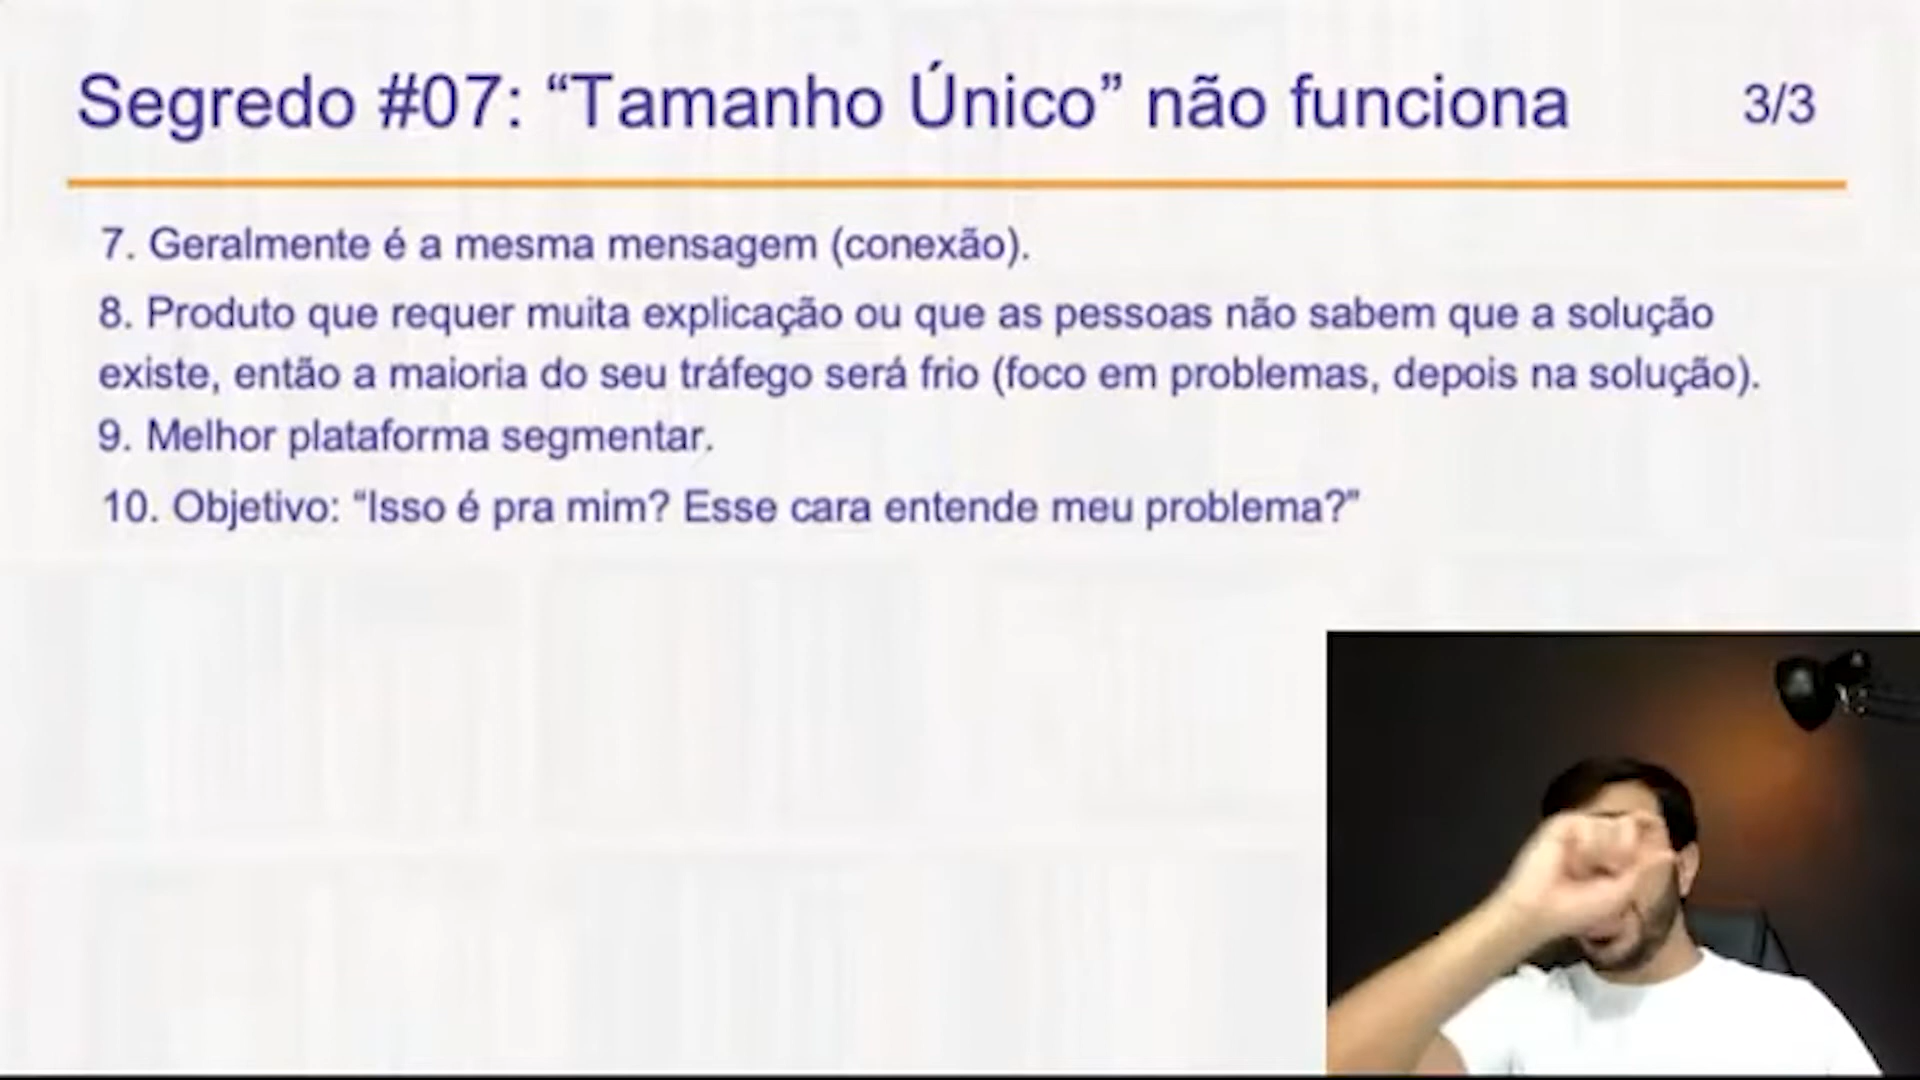 Segredo #07: “Tamanho Único” não funciona 3/3
7. Geralmente é a mesma mensagem (conexão).
8. Produto que requer muita explicação ou que as pessoas não sabem que a solução
existe, então a maioria do seu tráfego será frio (foco em problemas, depois na solução).
9. Melhor plataforma segmentar.
10. Objetivo: “Isso é pra mim? Esse cara entende meu problema?”